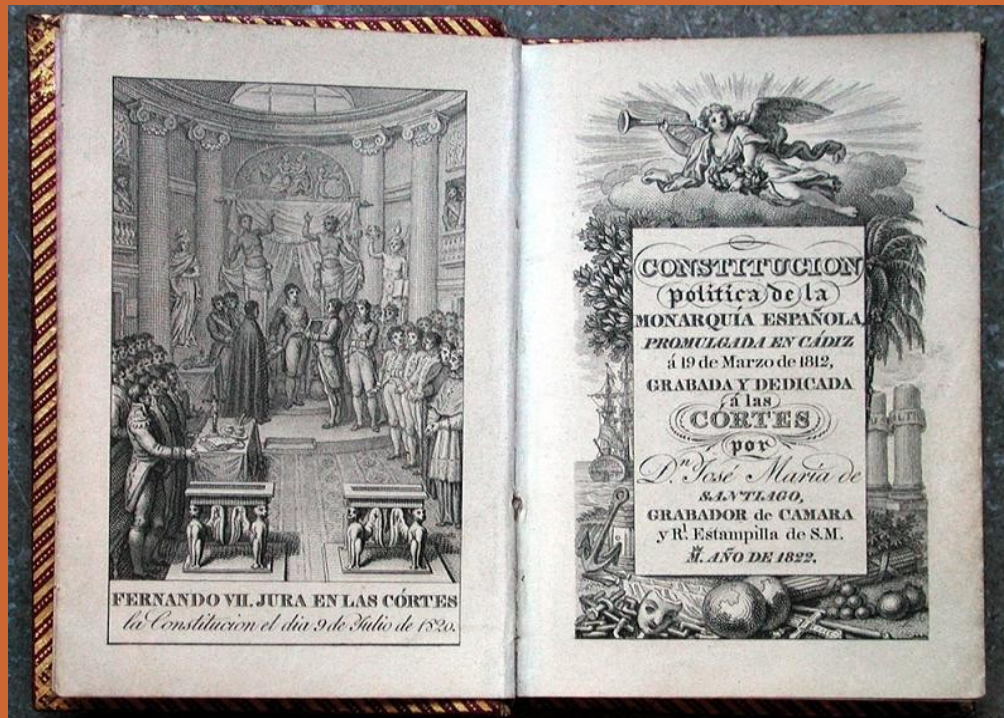 FERNANDO VII. JURA EN LAS CÓRTES
la Constitucion el dia 9 de Julio de 1820.
CONSTITUCION
política de la
MONARQUÍA ESPAÑOLA,
PROMULGADA EN CÁDIZ
á 19 de Marzo de 1812,
GRABADA Y DEDICADA
á las
CÓRTES
por
D.ⁿ José María de
SANTIAGO,
GRABADOR de CAMARA
y R.ˡ Estampilla de S.M.
AÑO DE 1822.